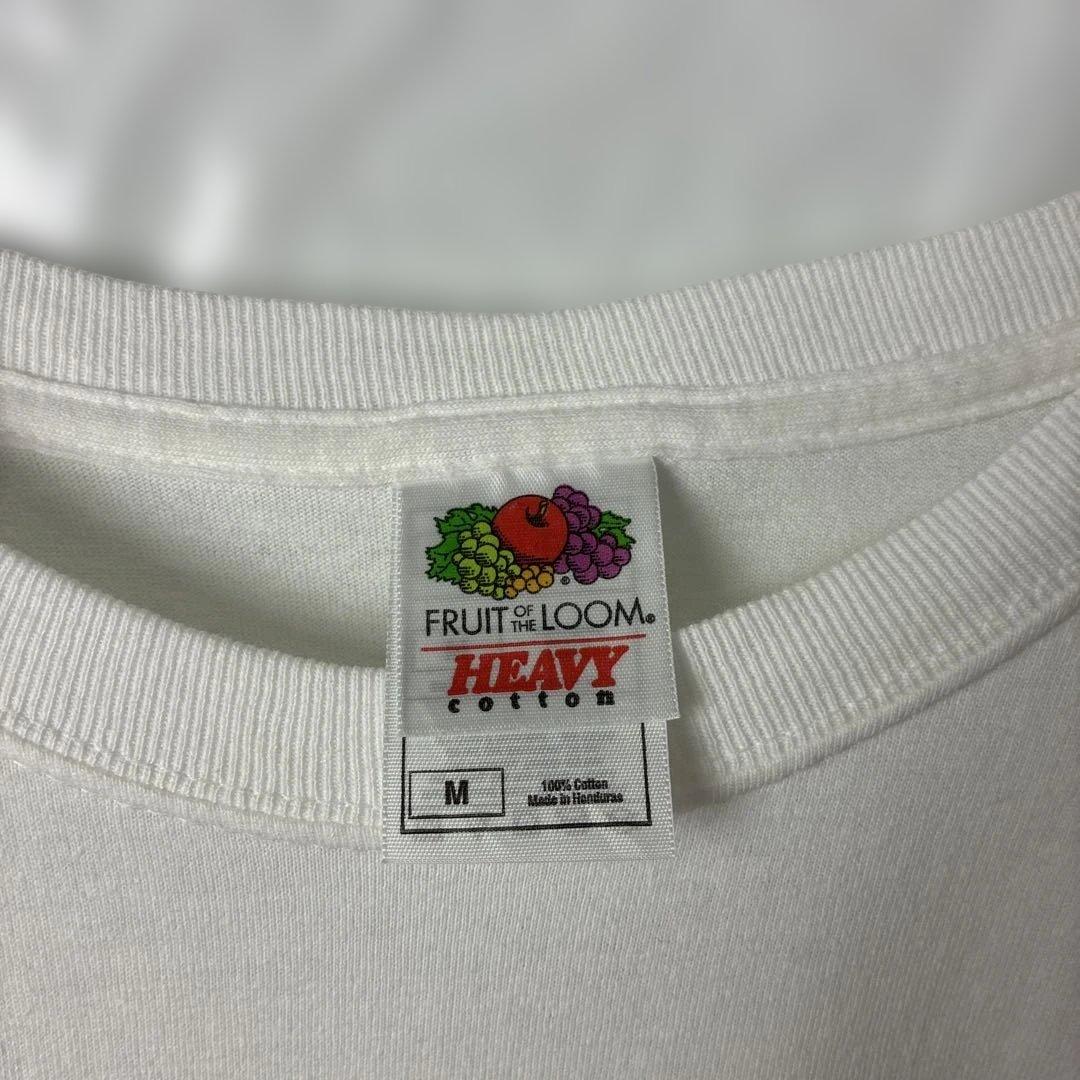 FRUIT OF THE LOOM®
HEAVY
cotton
M
100% Cotton
Made in Honduras